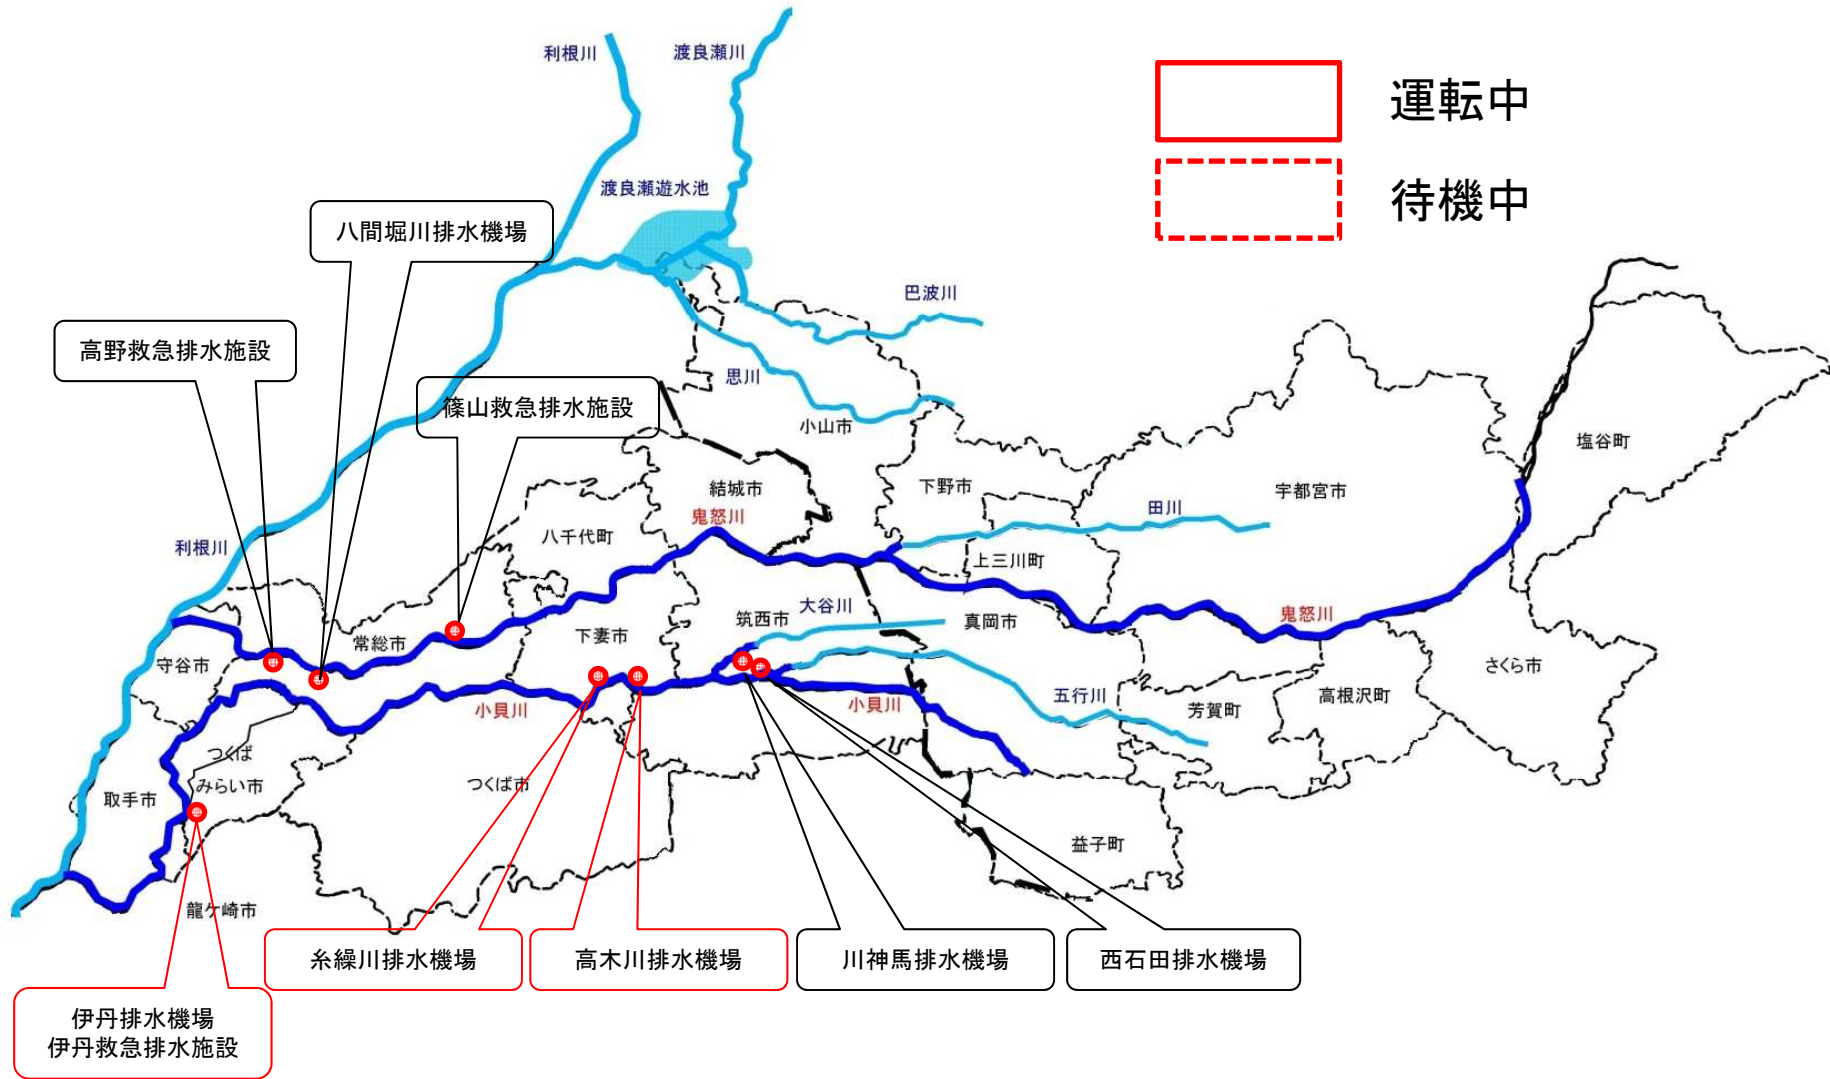 利根川
渡良瀬川
運転中
渡良瀬遊水池
待機中
八間堀川排水機場
巴波川
高野救急排水施設
思川
篠山救急排水施設
小山市
塩谷町
結城市
下野市
宇都宮市
鬼怒川
田川
八千代町
利根川
上三川町
大谷川
鬼怒川
筑西市
真岡市
下妻市
常総市
守谷市
さくら市
五行川
高根沢町
小貝川
小貝川
芳賀町
つくば
みらい市
つくば市
取手市
益子町
龍ケ崎市
糸繰川排水機場
高木川排水機場
川神馬排水機場
西石田排水機場
伊丹排水機場
伊丹救急排水施設